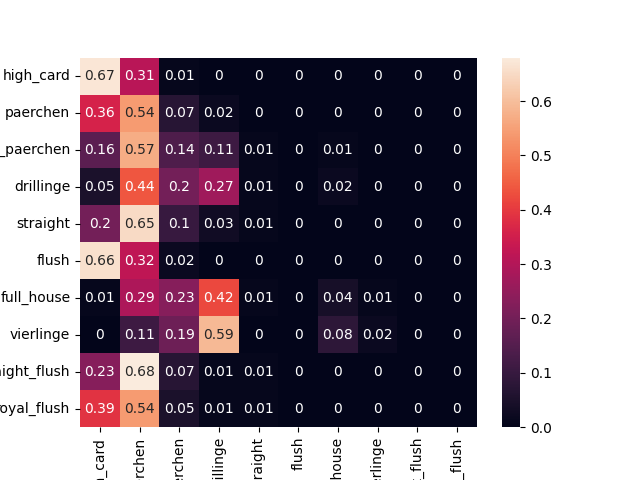 high_card 0.67 0.31 0.01 0 0 0 0 0 0 0
paerchen 0.36 0.54 0.07 0.02 0 0 0 0 0 0
_paerchen 0.16 0.57 0.14 0.11 0.01 0 0.01 0 0 0
drillinge 0.05 0.44 0.2 0.27 0.01 0 0.02 0 0 0
straight 0.2 0.65 0.1 0.03 0.01 0 0 0 0 0
flush 0.66 0.32 0.02 0 0 0 0 0 0 0
full_house 0.01 0.29 0.23 0.42 0.01 0 0.04 0.01 0 0
vierlinge 0 0.11 0.19 0.59 0 0 0.08 0.02 0 0
ight_flush 0.23 0.68 0.07 0.01 0.01 0 0 0 0 0
oyal_flush 0.39 0.54 0.05 0.01 0.01 0 0 0 0 0
_card
rchen
erchen
illinge
raight
flush
house
erlinge
_flush
_flush
0.6
0.5
0.4
0.3
0.2
0.1
0.0